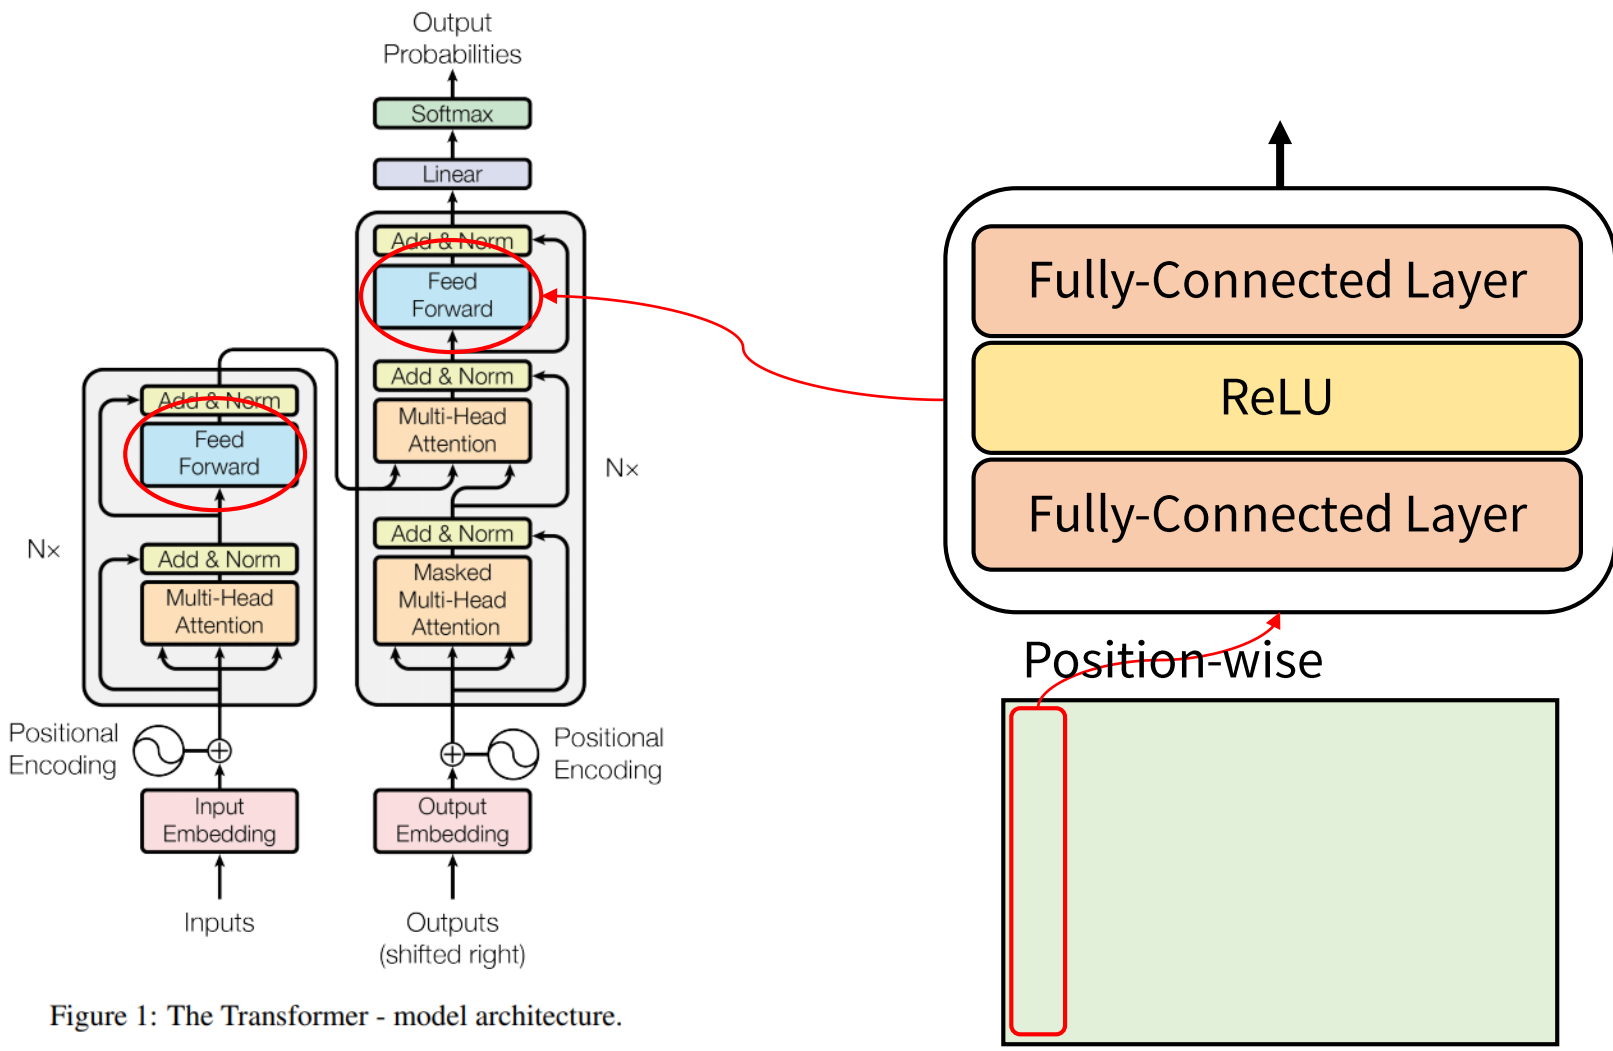 Output
Probabilities
Softmax
Linear
Add & Norm
Feed
Forward
Add & Norm
Multi-Head
Attention
Nx
Add & Norm
Masked
Multi-Head
Attention
Add & Norm
Feed
Forward
Nx
Add & Norm
Multi-Head
Attention
Positional
Encoding
Positional
Encoding
Input
Embedding
Output
Embedding
Inputs
Outputs
(shifted right)
Figure 1: The Transformer - model architecture.
Fully-Connected Layer
ReLU
Fully-Connected Layer
Position-wise